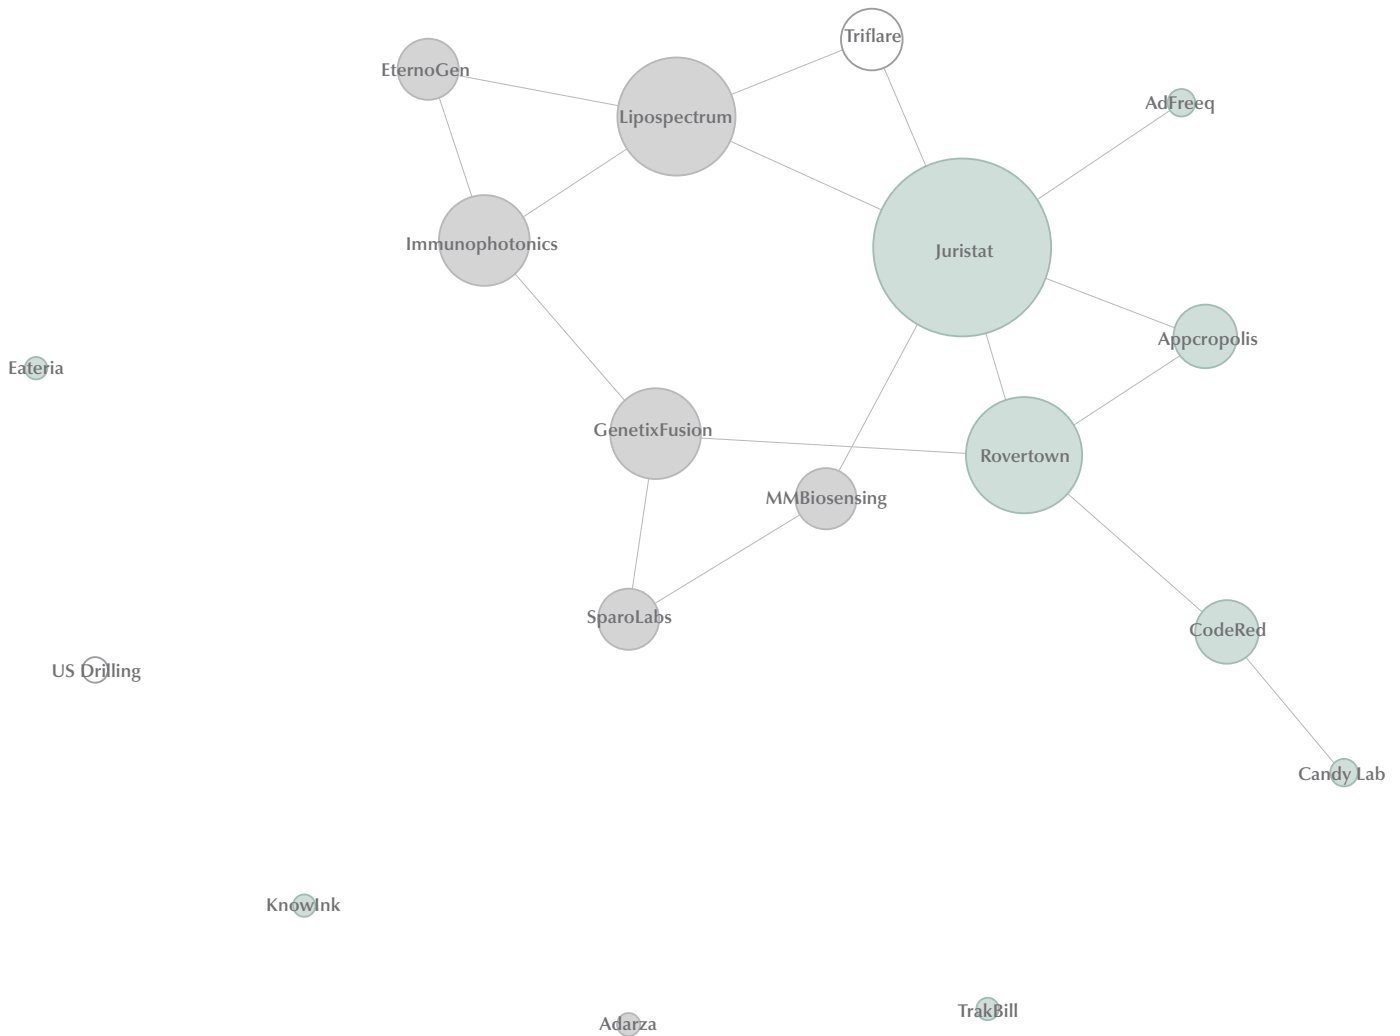 Triflare
EternoGen
AdFreeq
Lipospectrum
Immunophotonics
Juristat
Appcropolis
Eateria
GenetixFusion
Rovertown
MMBiosensing
SparoLabs
CodeRed
US Drilling
Candy Lab
KnowInk
TrakBill
Adarza